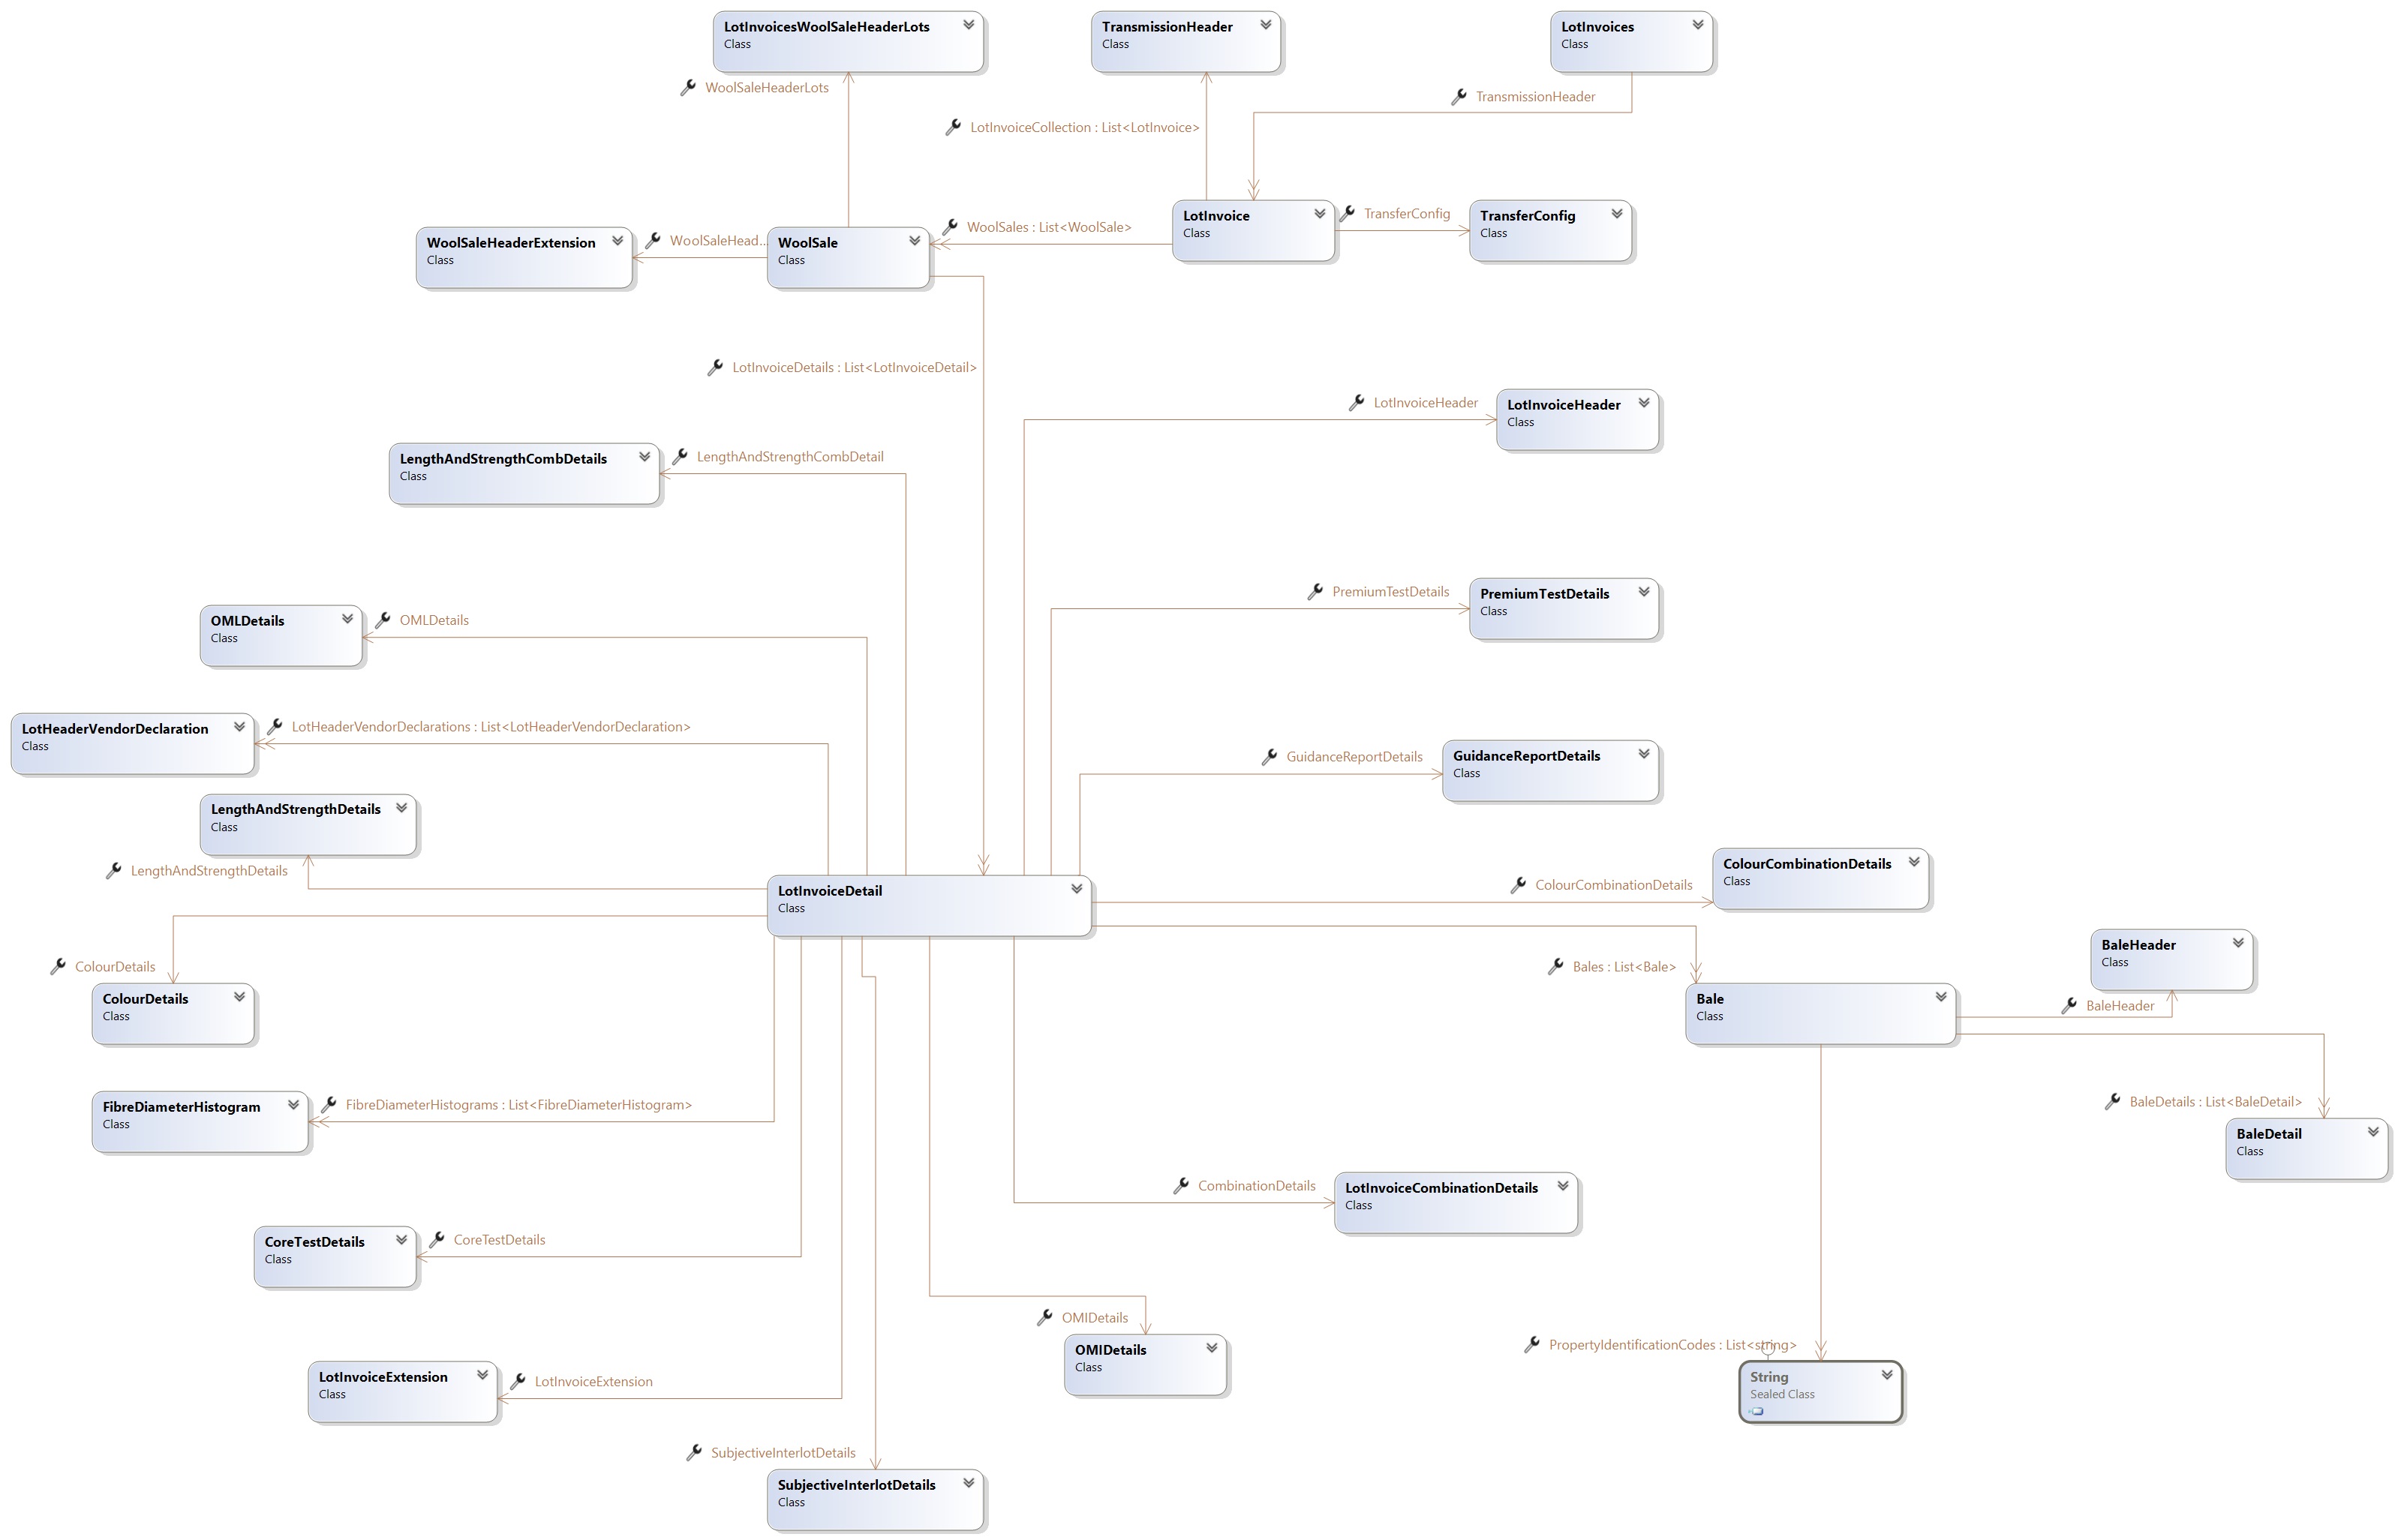 LotInvoicesWoolSaleHeaderLots
Class
TransmissionHeader
Class
LotInvoices
Class
WoolSaleHeaderLots
TransmissionHeader
LotInvoiceCollection : List<LotInvoice>
LotInvoice
Class
TransferConfig
TransferConfig
Class
WoolSales : List<WoolSale>
WoolSaleHeaderExtension
Class
WoolSaleHead...
WoolSale
Class
LotInvoiceDetails : List<LotInvoiceDetail>
LotInvoiceHeader
LotInvoiceHeader
Class
LengthAndStrengthCombDetails
Class
LengthAndStrengthCombDetail
PremiumTestDetails
PremiumTestDetails
Class
OMLDetails
Class
OMLDetails
LotHeaderVendorDeclaration
Class
LotHeaderVendorDeclarations : List<LotHeaderVendorDeclaration>
GuidanceReportDetails
GuidanceReportDetails
Class
LengthAndStrengthDetails
Class
LengthAndStrengthDetails
LotInvoiceDetail
Class
ColourCombinationDetails
ColourCombinationDetails
Class
ColourDetails
ColourDetails
Class
Bales : List<Bale>
Bale
Class
BaleHeader
Class
BaleHeader
FibreDiameterHistogram
Class
FibreDiameterHistograms : List<FibreDiameterHistogram>
BaleDetails : List<BaleDetail>
BaleDetail
Class
CombinationDetails
LotInvoiceCombinationDetails
Class
CoreTestDetails
Class
CoreTestDetails
OMIDetails
OMIDetails
Class
PropertyIdentificationCodes : List<string>
String
Sealed Class
LotInvoiceExtension
Class
LotInvoiceExtension
SubjectiveInterlotDetails
SubjectiveInterlotDetails
Class